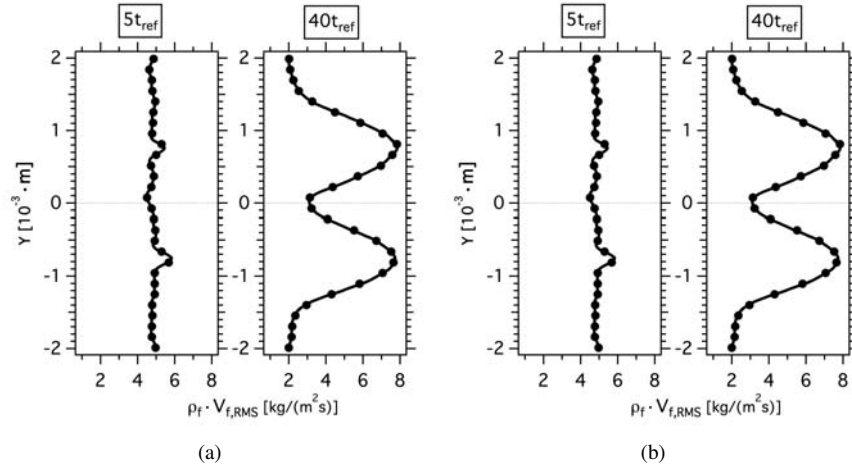 5t_ref 40t_ref 5t_ref 40t_ref
2 2 2 2
1 1 1 1
0 0 0 0
-1 -1 -1 -1
-2 -2 -2 -2
Y [10⁻³ · m] Y [10⁻³ · m]
2 4 6 8 2 4 6 8 2 4 6 8 2 4 6 8
ρ_f · V_f,RMS [kg/(m²s)] ρ_f · V_f,RMS [kg/(m²s)]
(a) (b)